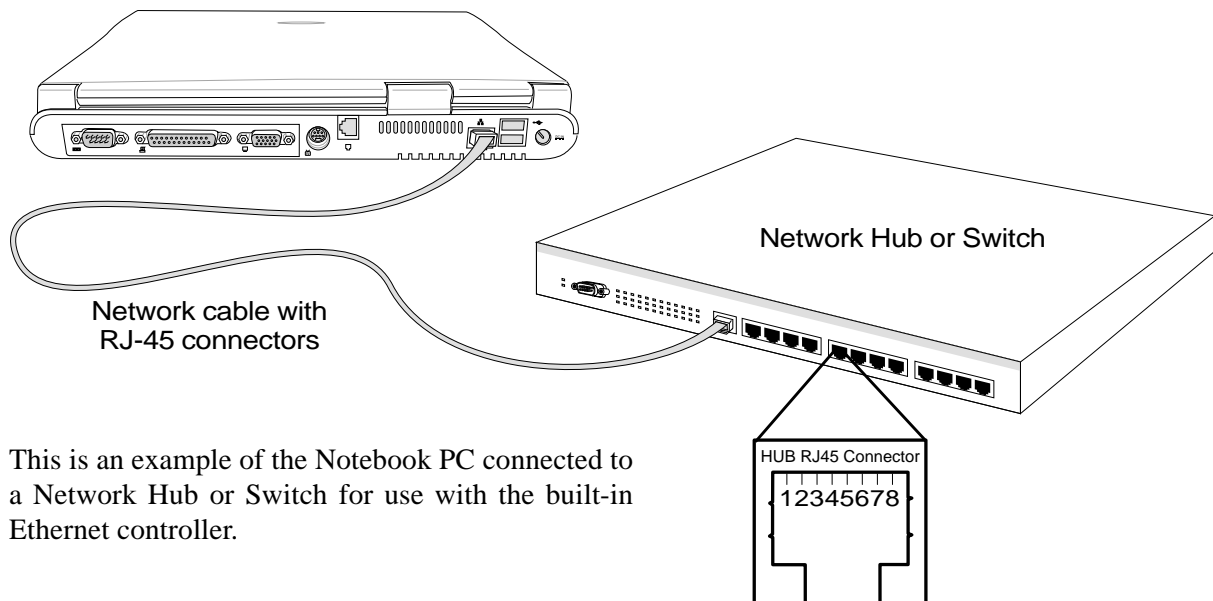 Network Hub or Switch
Network cable with
RJ-45 connectors
HUB RJ45 Connector
12345678
This is an example of the Notebook PC connected to
a Network Hub or Switch for use with the built-in
Ethernet controller.